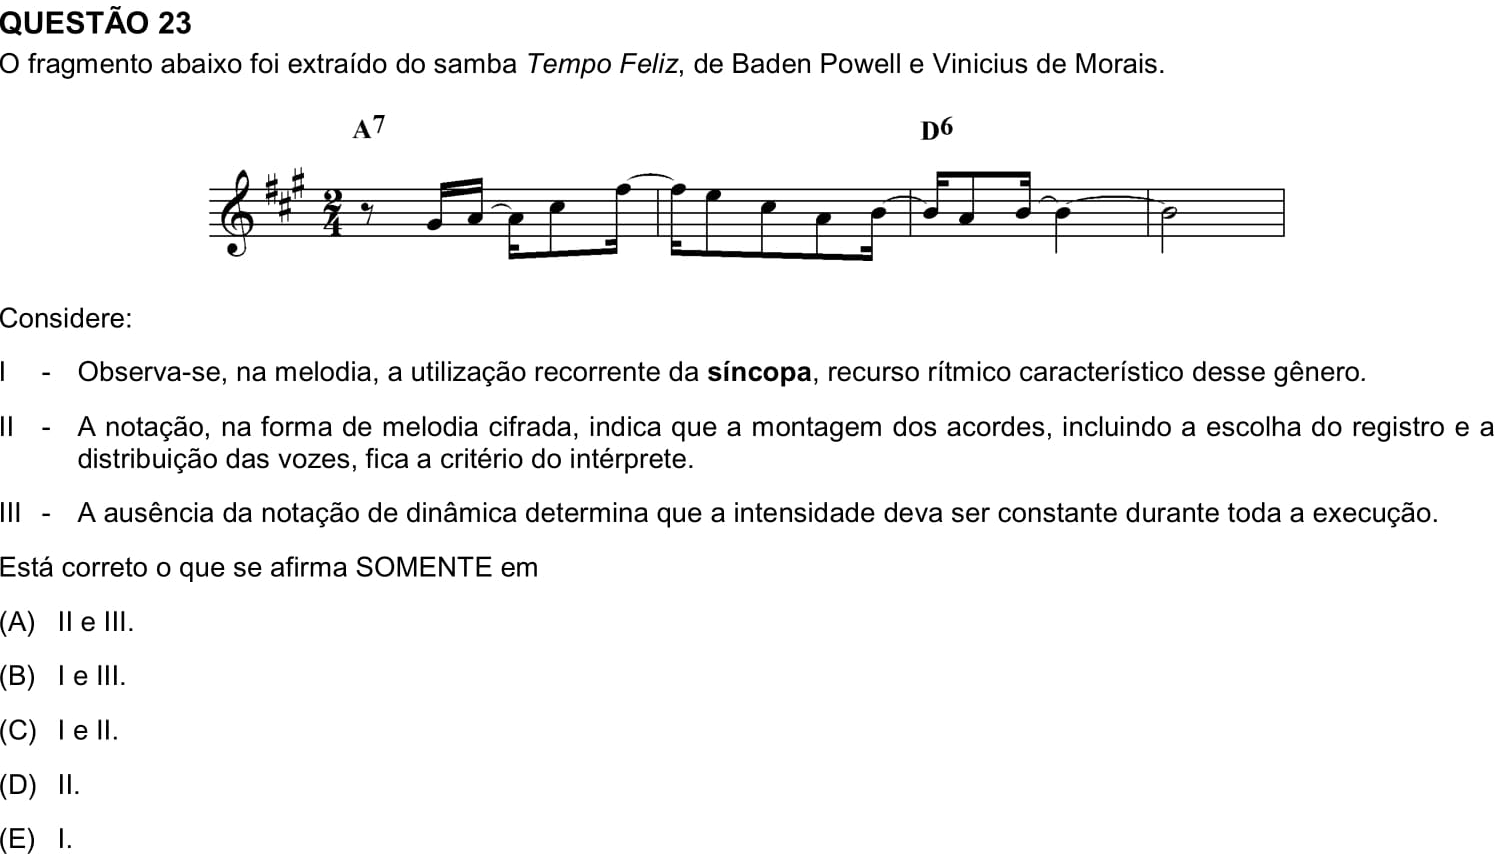 QUESTÃO 23
O fragmento abaixo foi extraído do samba Tempo Feliz, de Baden Powell e Vinicius de Morais.
A7 D6
2
4
Considere:
I - Observa-se, na melodia, a utilização recorrente da síncopa, recurso rítmico característico desse gênero.
II - A notação, na forma de melodia cifrada, indica que a montagem dos acordes, incluindo a escolha do registro e a
distribuição das vozes, fica a critério do intérprete.
III - A ausência da notação de dinâmica determina que a intensidade deva ser constante durante toda a execução.
Está correto o que se afirma SOMENTE em
(A) II e III.
(B) I e III.
(C) I e II.
(D) II.
(E) I.